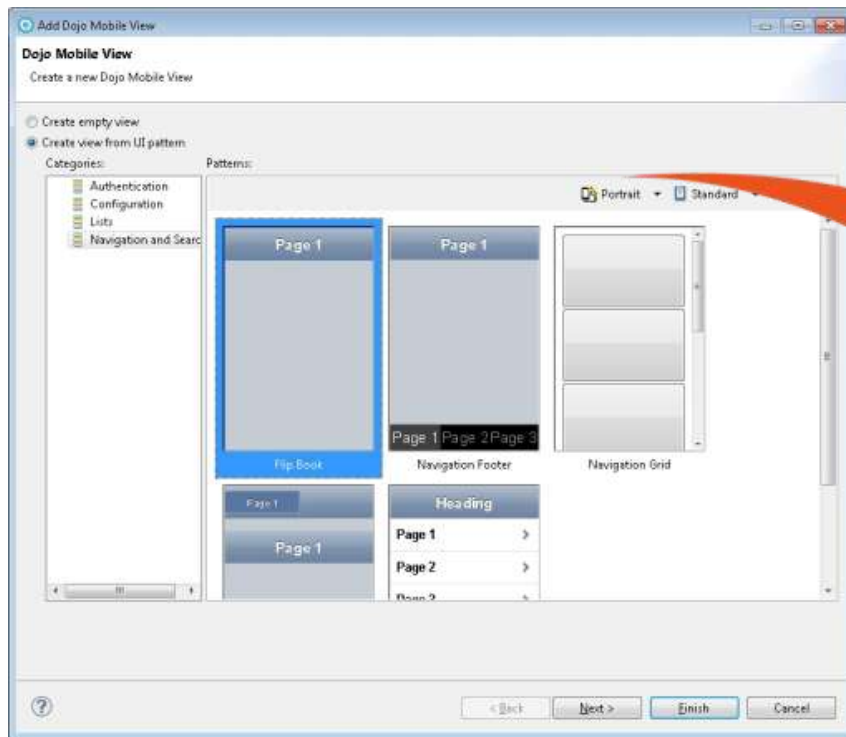 Add Dojo Mobile View
Dojo Mobile View
Create a new Dojo Mobile View
Create empty view
Create view from UI pattern
Categories:
Patterns:
Authentication
Configuration
Lists
Navigation and Searc
Portrait
Standard
Page 1
Page 1
Page 1 Page 2 Page 3
Flip Book
Navigation Footer
Navigation Grid
Page 1
Heading
Page 1
Page 1
Page 2
Page 3
< Back
Next >
Finish
Cancel